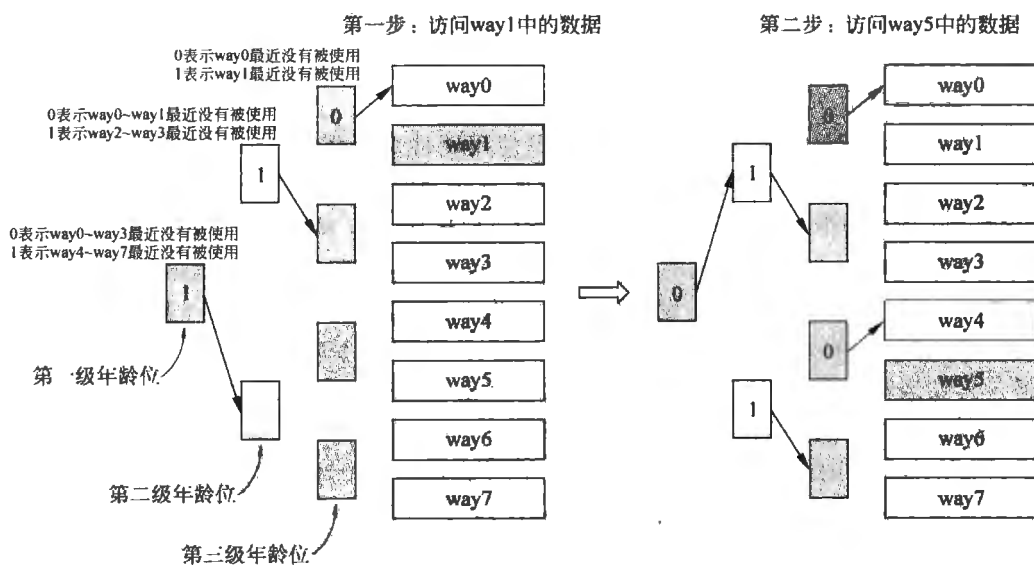 第一步：访问way1中的数据
第二步：访问way5中的数据
0表示way0最近没有被使用
1表示way1最近没有被使用
0表示way0~way1最近没有被使用
1表示way2~way3最近没有被使用
0表示way0~way3最近没有被使用
1表示way4~way7最近没有被使用
0
1
1
way0
way1
way2
way3
way4
way5
way6
way7
第一级年龄位
第二级年龄位
第三级年龄位
0
1
0
0
1
way0
way1
way2
way3
way4
way5
way6
way7